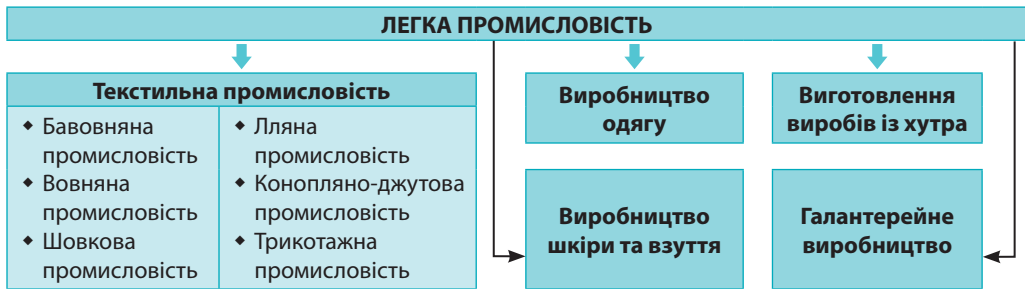 ЛЕГКА ПРОМИСЛОВІСТЬ
Текстильна промисловість
◆ Бавовняна
промисловість
◆ Вовняна
промисловість
◆ Шовкова
промисловість
◆ Лляна
промисловість
◆ Конопляно-джутова
промисловість
◆ Трикотажна
промисловість
Виробництво
одягу
Виготовлення
виробів із хутра
Виробництво
шкіри та взуття
Галантерейне
виробництво